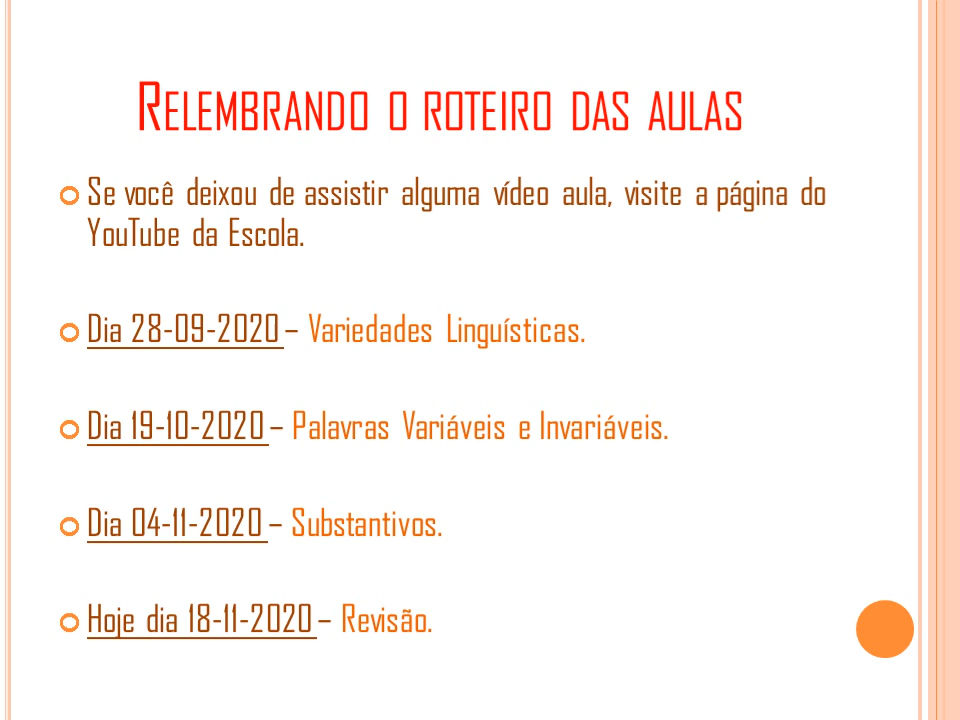 RELEMBRANDO O ROTEIRO DAS AULAS
Se você deixou de assistir alguma vídeo aula, visite a página do
YouTube da Escola.
Dia 28-09-2020 – Variedades Linguísticas.
Dia 19-10-2020 – Palavras Variáveis e Invariáveis.
Dia 04-11-2020 – Substantivos.
Hoje dia 18-11-2020 – Revisão.